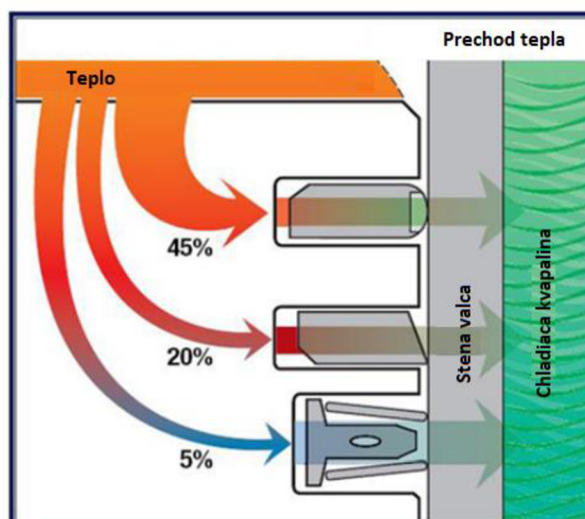 Prechod tepla
Teplo
45%
20%
5%
Stena valca
Chladiaca kvapalina